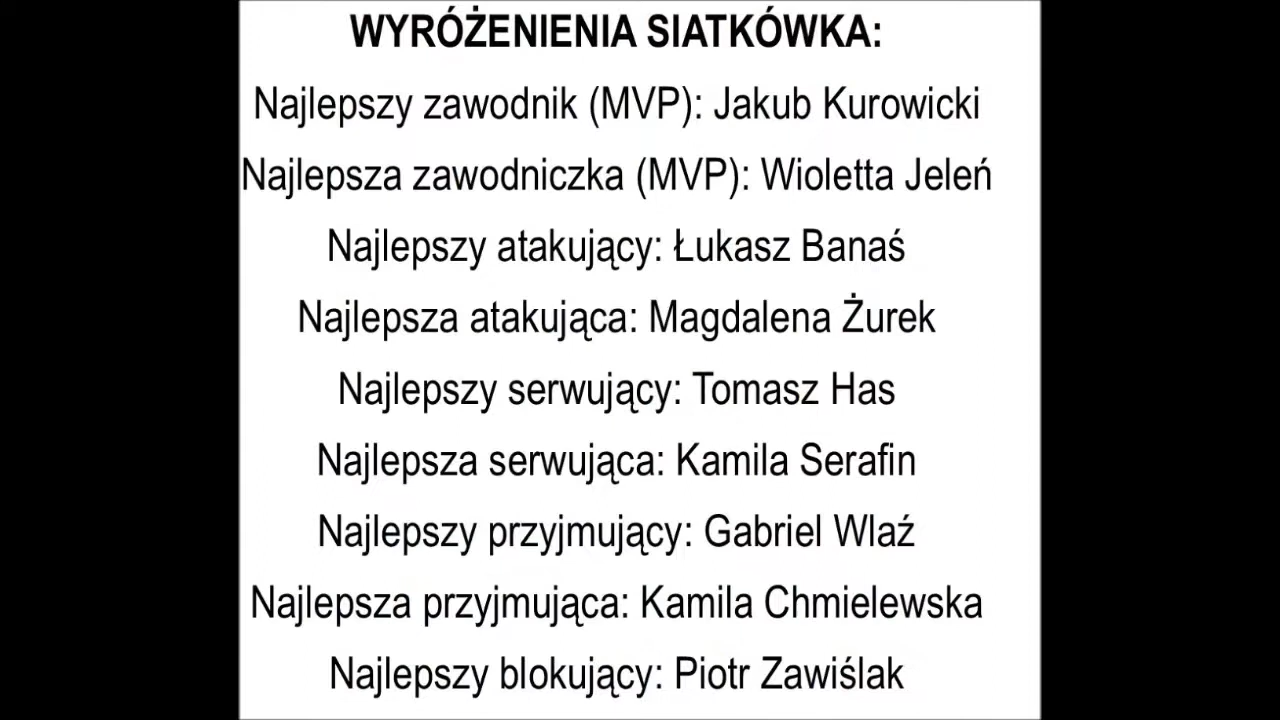 WYRÓŻENIENIA SIATKÓWKA:
Najlepszy zawodnik (MVP): Jakub Kurowicki
Najlepsza zawodniczka (MVP): Wioletta Jeleń
Najlepszy atakujący: Łukasz Banaś
Najlepsza atakująca: Magdalena Żurek
Najlepszy serwujący: Tomasz Has
Najlepsza serwująca: Kamila Serafin
Najlepszy przyjmujący: Gabriel Wlaź
Najlepsza przyjmująca: Kamila Chmielewska
Najlepszy blokujący: Piotr Zawiślak